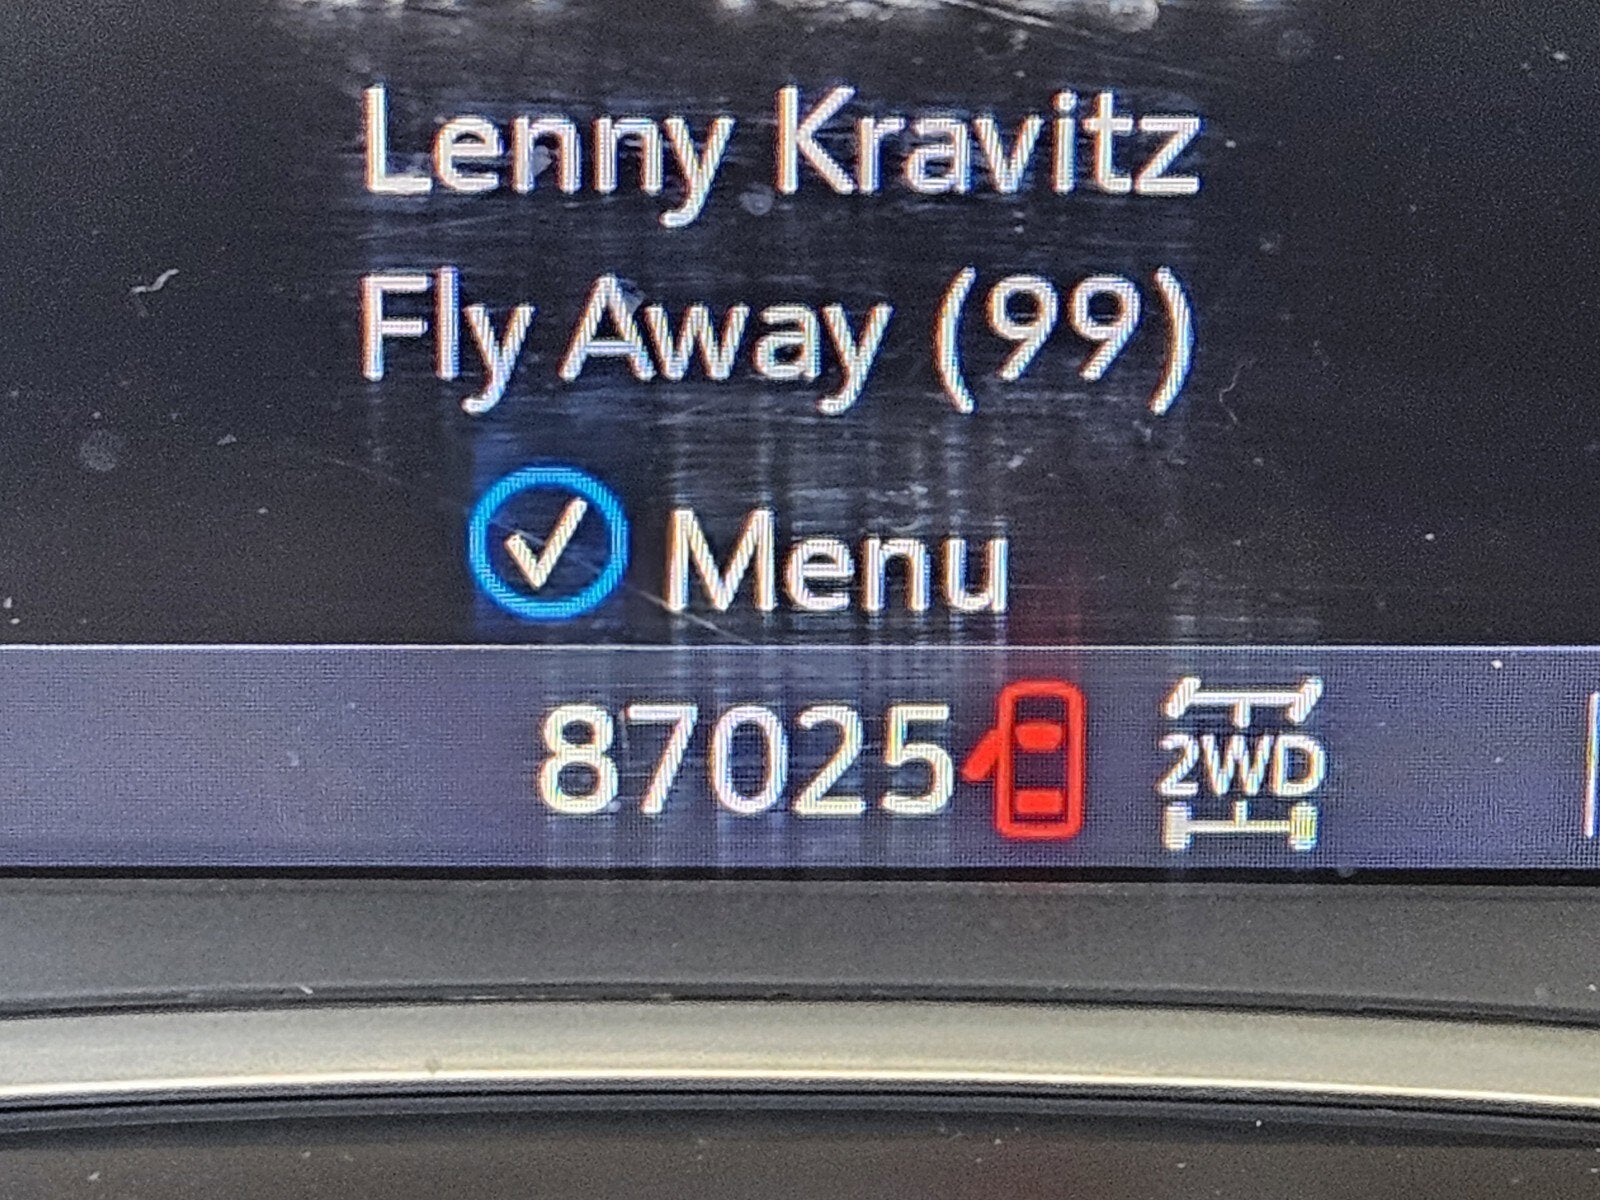 Lenny Kravitz
Fly Away (99)
Menu
87025 2WD